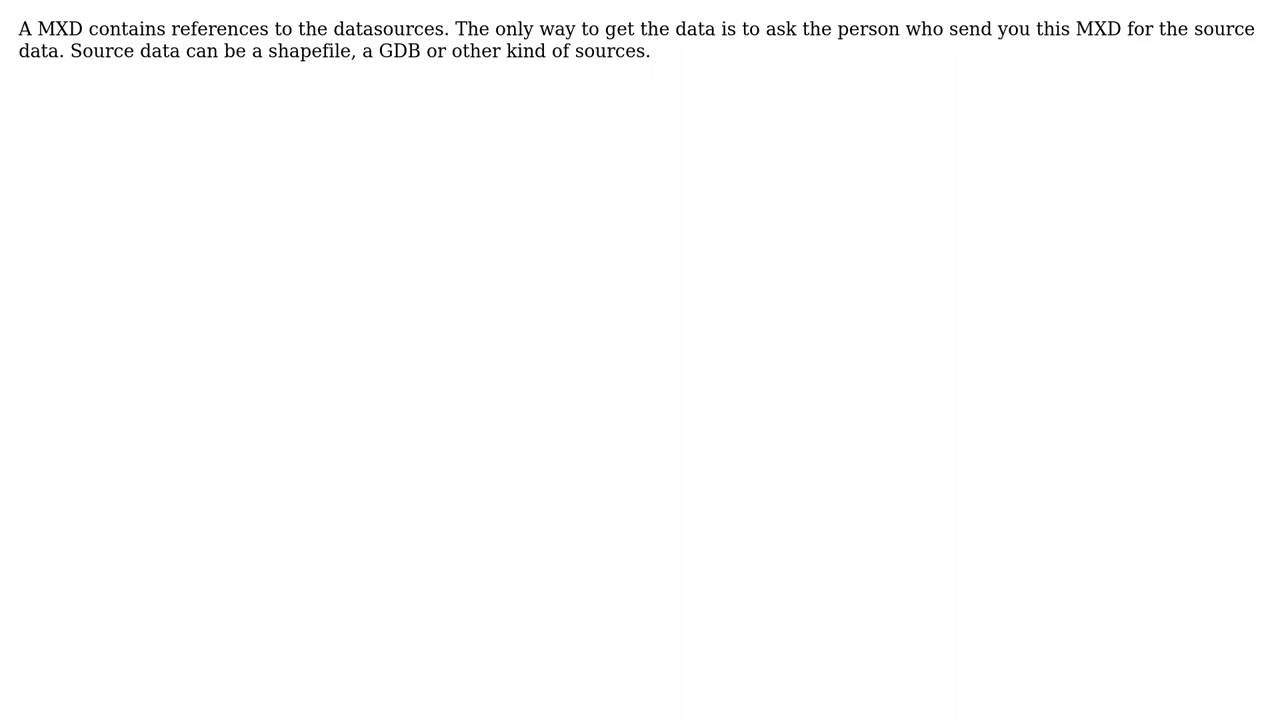 A MXD contains references to the datasources. The only way to get the data is to ask the person who send you this MXD for the source
data. Source data can be a shapefile, a GDB or other kind of sources.